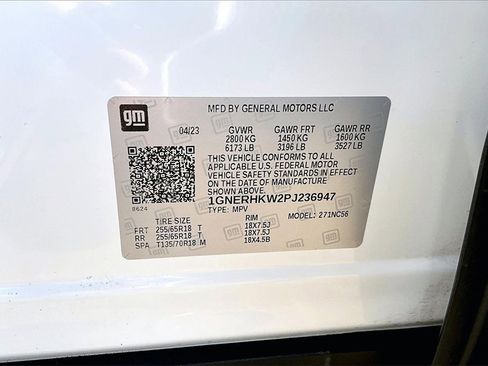 gm
MFD BY GENERAL MOTORS LLC
04/23 GVWR GAWR FRT GAWR RR
2800 KG 1450 KG 1600 KG
6173 LB 3196 LB 3527 LB
THIS VEHICLE CONFORMS TO ALL
APPLICABLE U.S. FEDERAL MOTOR
VEHICLE SAFETY STANDARDS IN EFFECT
ON THE DATE OF MANUFACTURE
SHOWN ABOVE.
1GNERHKW2PJ236947
8624
TYPE: MPV MODEL: 271NC56
TIRE SIZE RIM
FRT 255/65R18 T 18X7.5J
RR 255/65R18 T 18X7.5J
SPA T135/70R18 M 18X4.5B